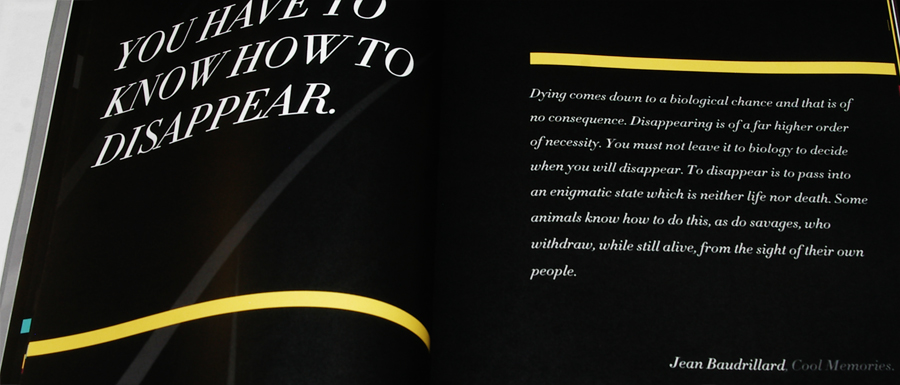 YOU HAVE TO
KNOW HOW TO
DISAPPEAR.
Dying comes down to a biological chance and that is of
no consequence. Disappearing is of a far higher order
of necessity. You must not leave it to biology to decide
when you will disappear. To disappear is to pass into
an enigmatic state which is neither life nor death. Some
animals know how to do this, as do savages, who
withdraw, while still alive, from the sight of their own
people.
Jean Baudrillard, Cool Memories.